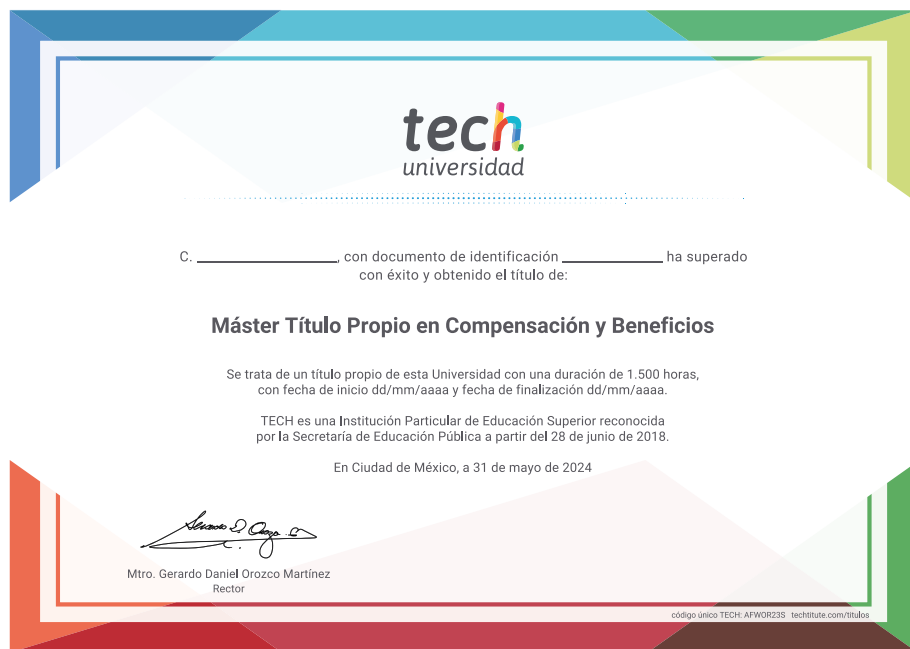 tech
universidad
C. ____________, con documento de identificación ____________ ha superado
con éxito y obtenido el título de:
Máster Título Propio en Compensación y Beneficios
Se trata de un título propio de esta Universidad con una duración de 1.500 horas,
con fecha de inicio dd/mm/aaaa y fecha de finalización dd/mm/aaaa.
TECH es una Institución Particular de Educación Superior reconocida
por la Secretaría de Educación Pública a partir del 28 de junio de 2018.
En Ciudad de México, a 31 de mayo de 2024
Mtro. Gerardo Daniel Orozco Martínez
Rector
código único TECH: AFWOR23S techtitute.com/titulos